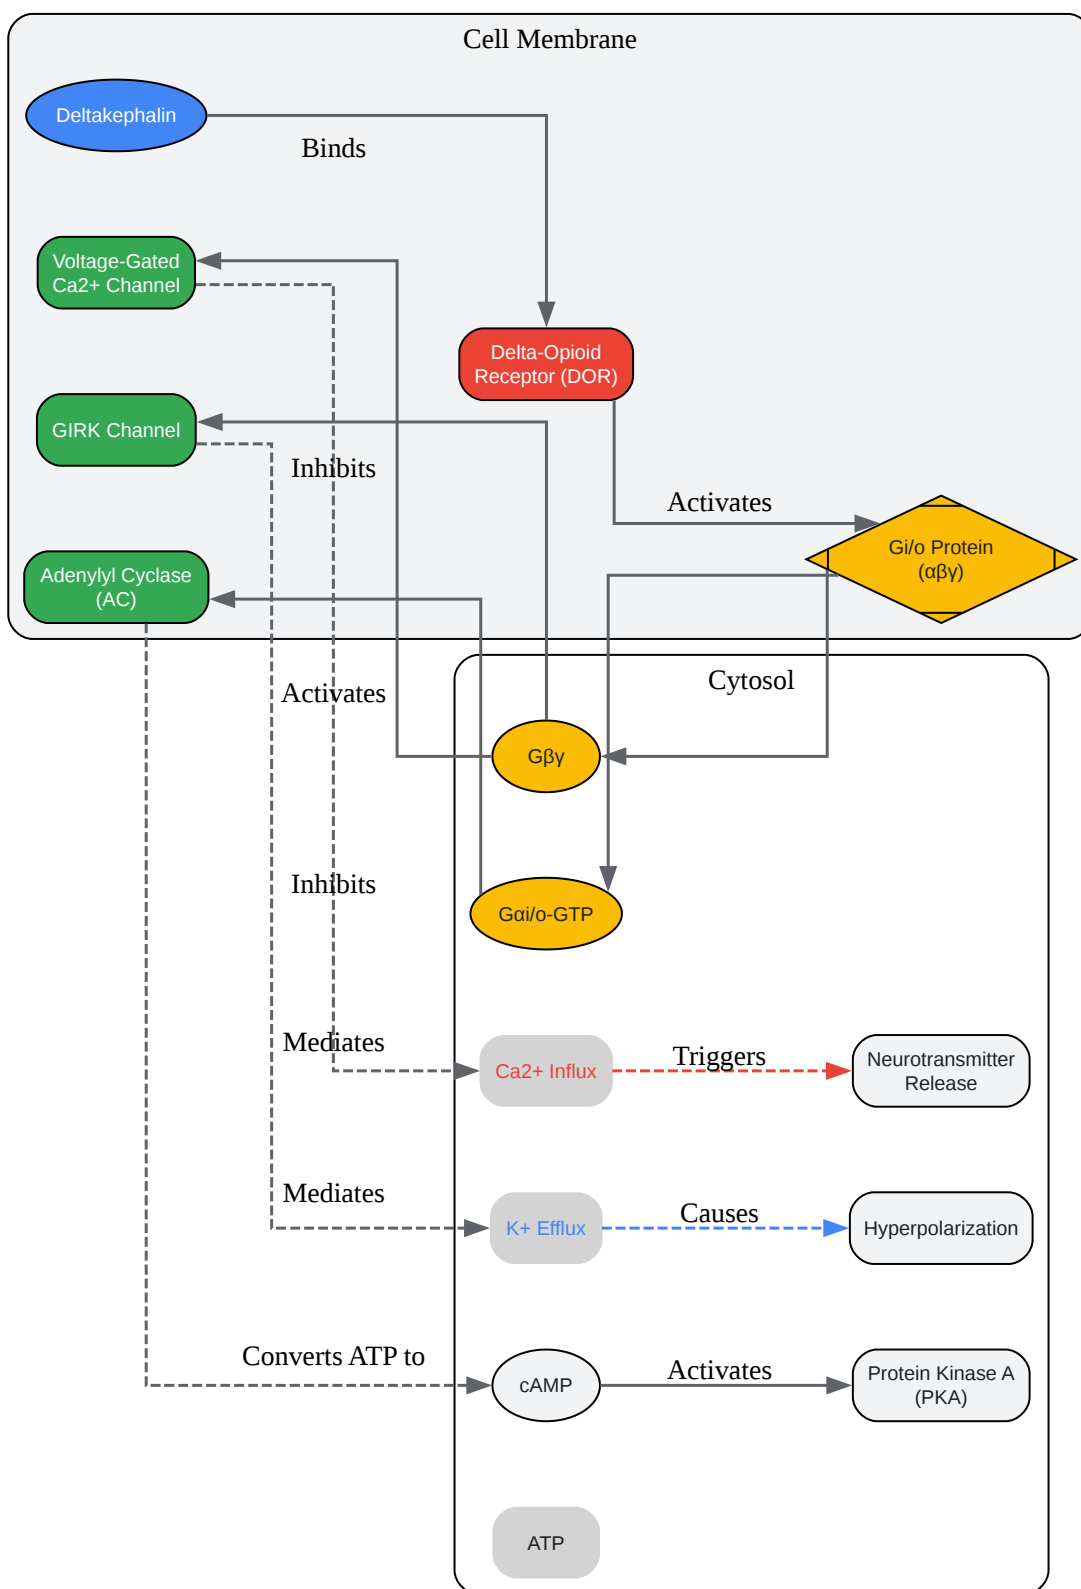 Cell Membrane
Deltakephalin
Binds
Voltage-Gated
Ca2+ Channel
Delta-Opioid
Receptor (DOR)
GIRK Channel
Inhibits
Activates
Gi/o Protein
(αβγ)
Adenylyl Cyclase
(AC)
Cytosol
Activates
Gβγ
Inhibits
Gαi/o-GTP
Mediates
Ca2+ Influx
Triggers
Neurotransmitter
Release
Mediates
K+ Efflux
Causes
Hyperpolarization
Converts ATP to
cAMP
Activates
Protein Kinase A
(PKA)
ATP